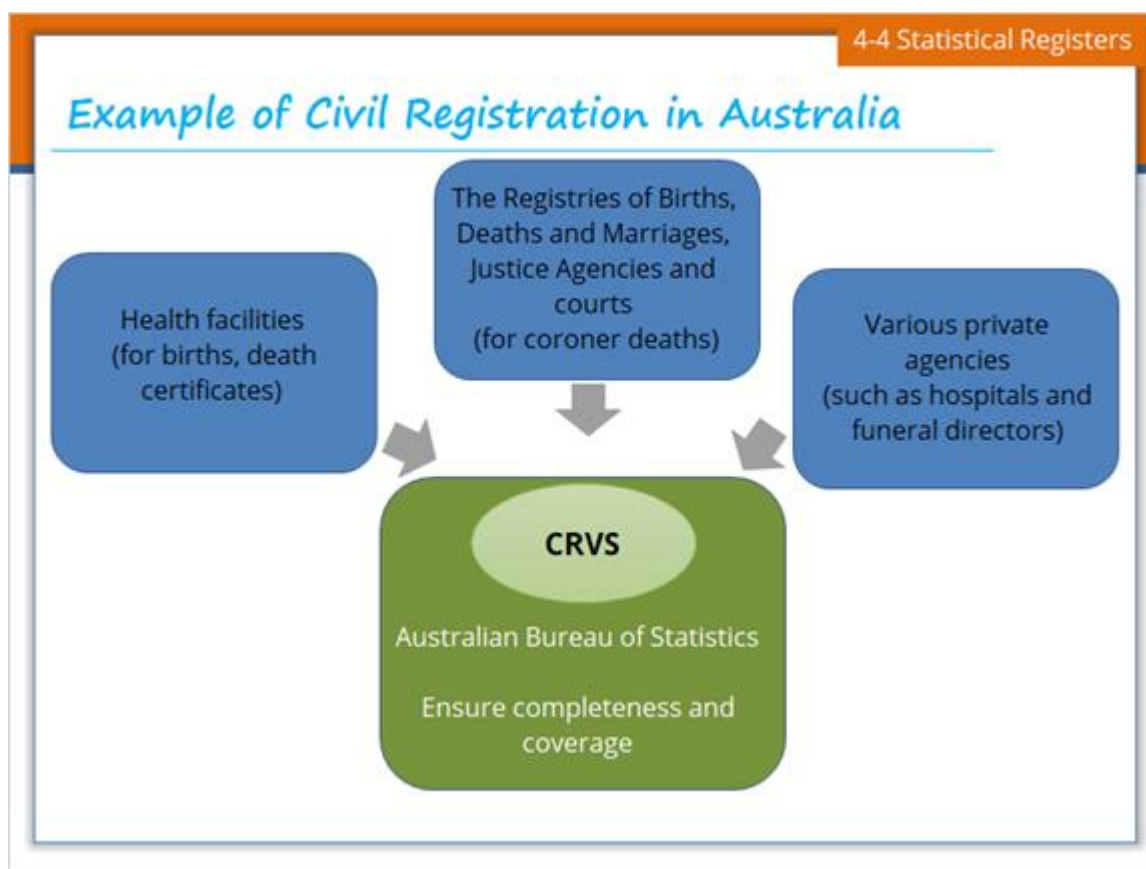 4-4 Statistical Registers
Example of Civil Registration in Australia
The Registries of Births,
Deaths and Marriages,
Justice Agencies and
courts
(for coroner deaths)
Health facilities
(for births, death
certificates)
Various private
agencies
(such as hospitals and
funeral directors)
CRVS
Australian Bureau of Statistics
Ensure completeness and
coverage